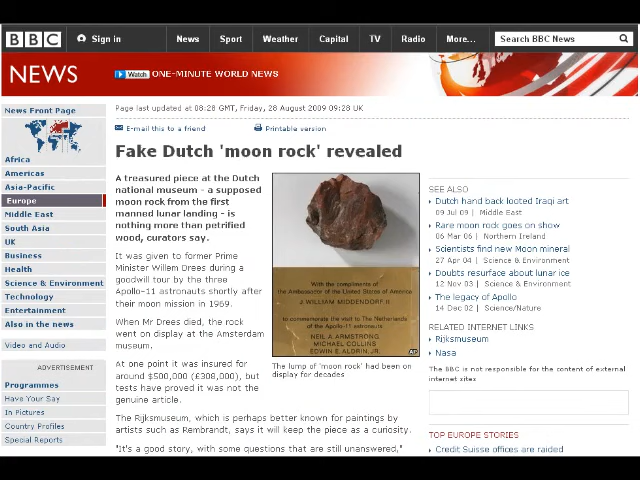 BBC Sign in News Sport Weather Capital TV Radio More... Search BBC News
NEWS Watch ONE-MINUTE WORLD NEWS
News Front Page
Africa
Americas
Asia-Pacific
Europe
Middle East
South Asia
UK
Business
Health
Science & Environment
Technology
Entertainment
Also in the news
Video and Audio
ADVERTISEMENT
Programmes
Have Your Say
In Pictures
Country Profiles
Special Reports
Page last updated at 08:28 GMT, Friday, 28 August 2009 09:28 UK
E-mail this to a friend Printable version
Fake Dutch 'moon rock' revealed
A treasured piece at the Dutch
national museum - a supposed
moon rock from the first
manned lunar landing - is
nothing more than petrified
wood, curators say.
It was given to former Prime
Minister Willem Drees during a
goodwill tour by the three
Apollo-11 astronauts shortly after
their moon mission in 1969.
When Mr Drees died, the rock
went on display at the Amsterdam
museum.
At one point it was insured for
around $500,000 (£308,000), but
tests have proved it was not the
genuine article.
The Rijksmuseum, which is perhaps better known for paintings by
artists such as Rembrandt, says it will keep the piece as a curiosity.
"It's a good story, with some questions that are still unanswered,"
With the compliments of
the Ambassador of the United States of America
J. WILLIAM MIDDENDORF II
to commemorate the visit to The Netherlands
of the Apollo-11 astronauts
NEIL A. ARMSTRONG
MICHAEL COLLINS
EDWIN E. ALDRIN, JR.
AP
The lump of 'moon rock' had been on
display for decades
SEE ALSO
Dutch hand back looted Iraqi art
09 Jul 09 | Middle East
Rare moon rocks goes on show
06 Mar 06 | Northern Ireland
Scientists find new Moon mineral
27 Apr 04 | Science & Environment
Doubts resurface about lunar ice
12 Nov 03 | Science & Environment
The legacy of Apollo
14 Dec 02 | Science/Nature
RELATED INTERNET LINKS
Rijksmuseum
Nasa
The BBC is not responsible for the content of external
internet sites
TOP EUROPE STORIES
Credit Suisse offices are raided